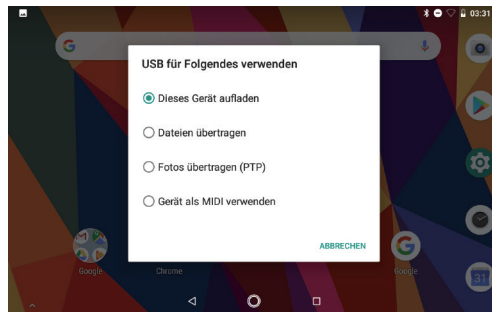 03:31
G
USB für Folgendes verwenden
Dieses Gerät aufladen
Dateien übertragen
Fotos übertragen (PTP)
Gerät als MIDI verwenden
ABBRECHEN
G
31
Google
Chrome
Google